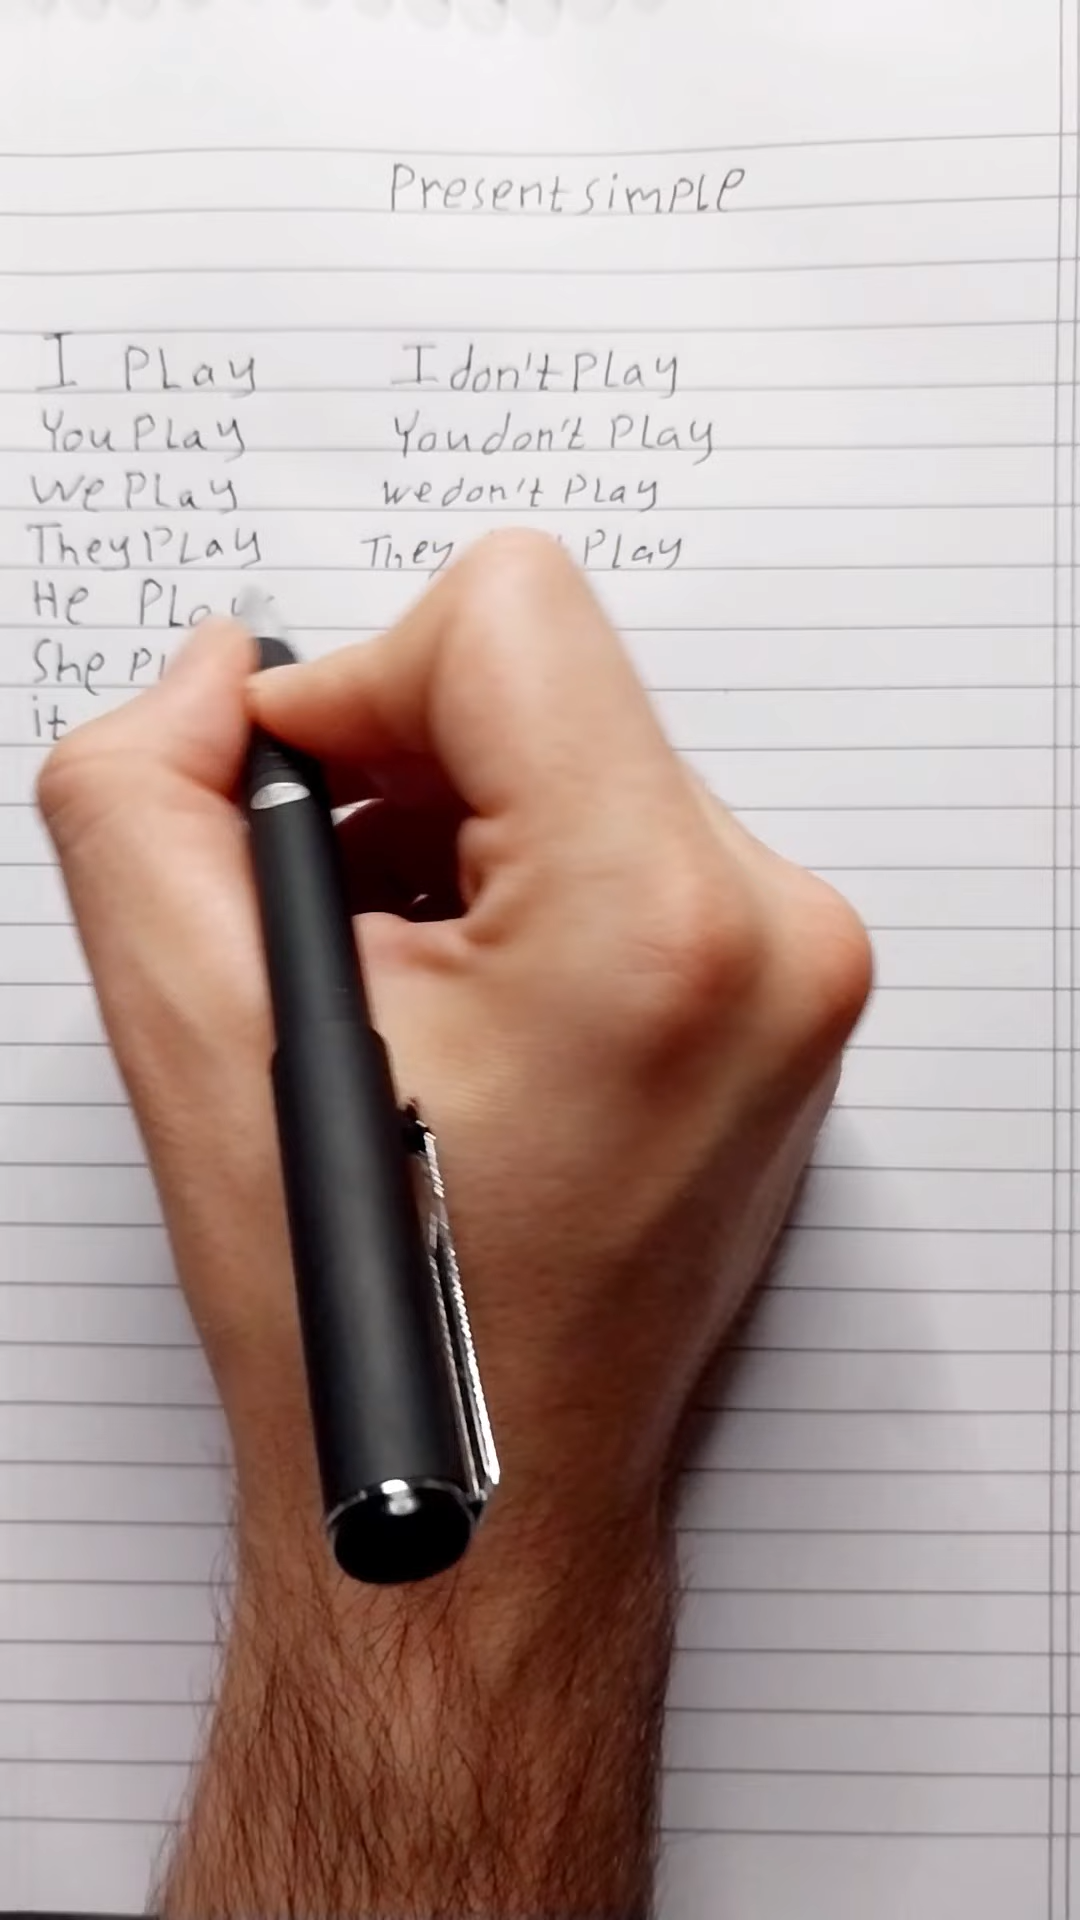 Present simple
I Play I don't Play
You Play You don't Play
We Play We don't Play
They Play They Play
He
She
it